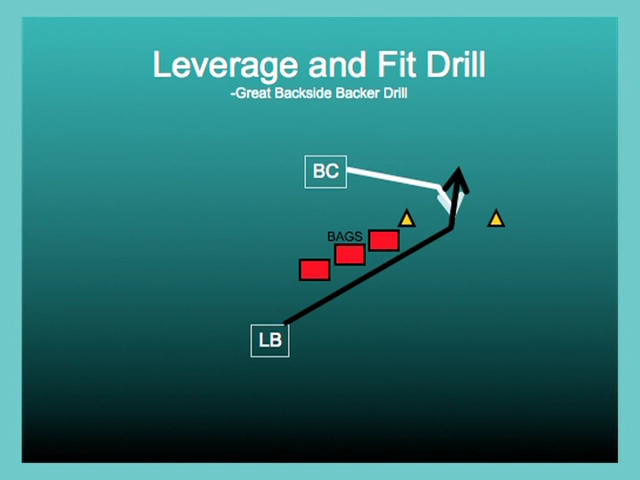 Leverage and Fit Drill
-Great Backside Backer Drill
BC
BAGS
LB